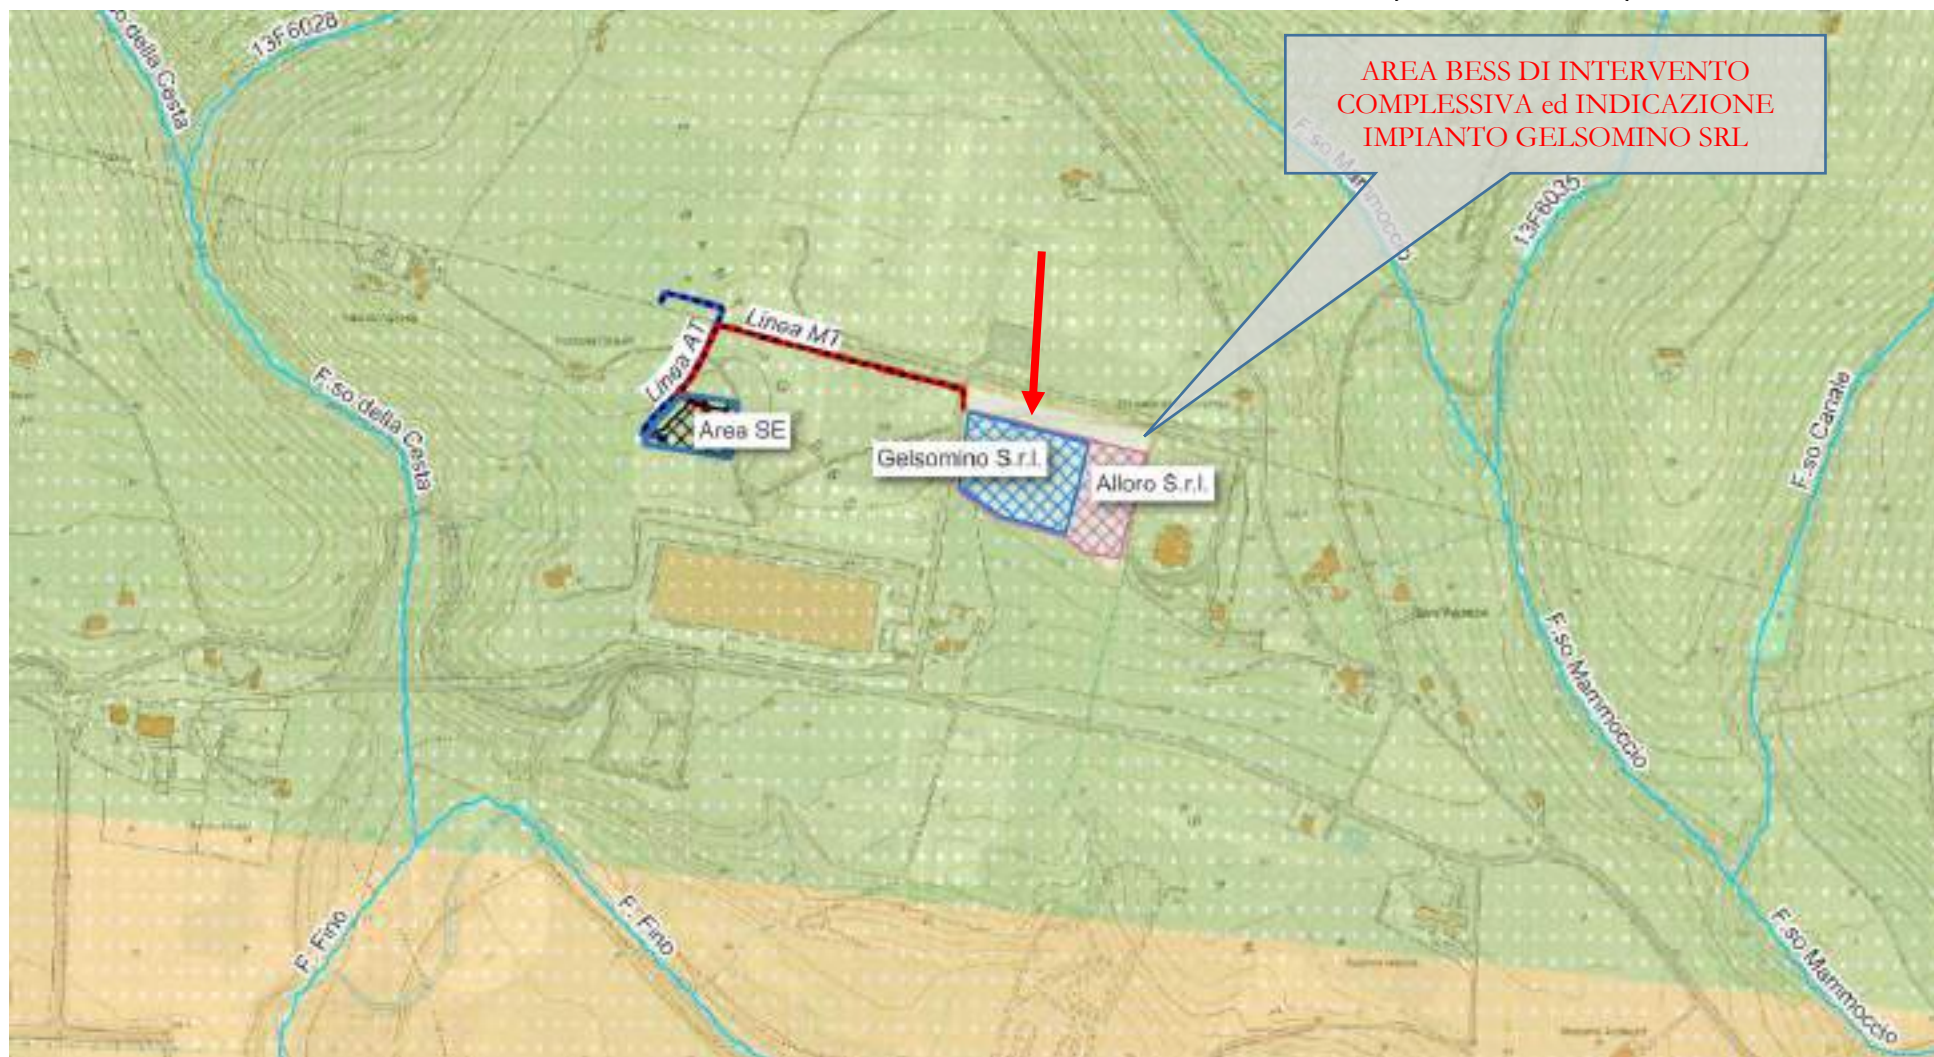 13F6028
F.so della Cesta
AREA BESS DI INTERVENTO
COMPLESSIVA ed INDICAZIONE
IMPIANTO GELSOMINO SRL
F.so Mammoccio
13F6035
Linea MT
Linea AT
F.so della Cesta
Area SE
Gelsomino S.r.l.
Alloro S.r.l.
F.so Canale
F.so Mammoccio
F. Fino
F. Fino
F.so Mammoccio